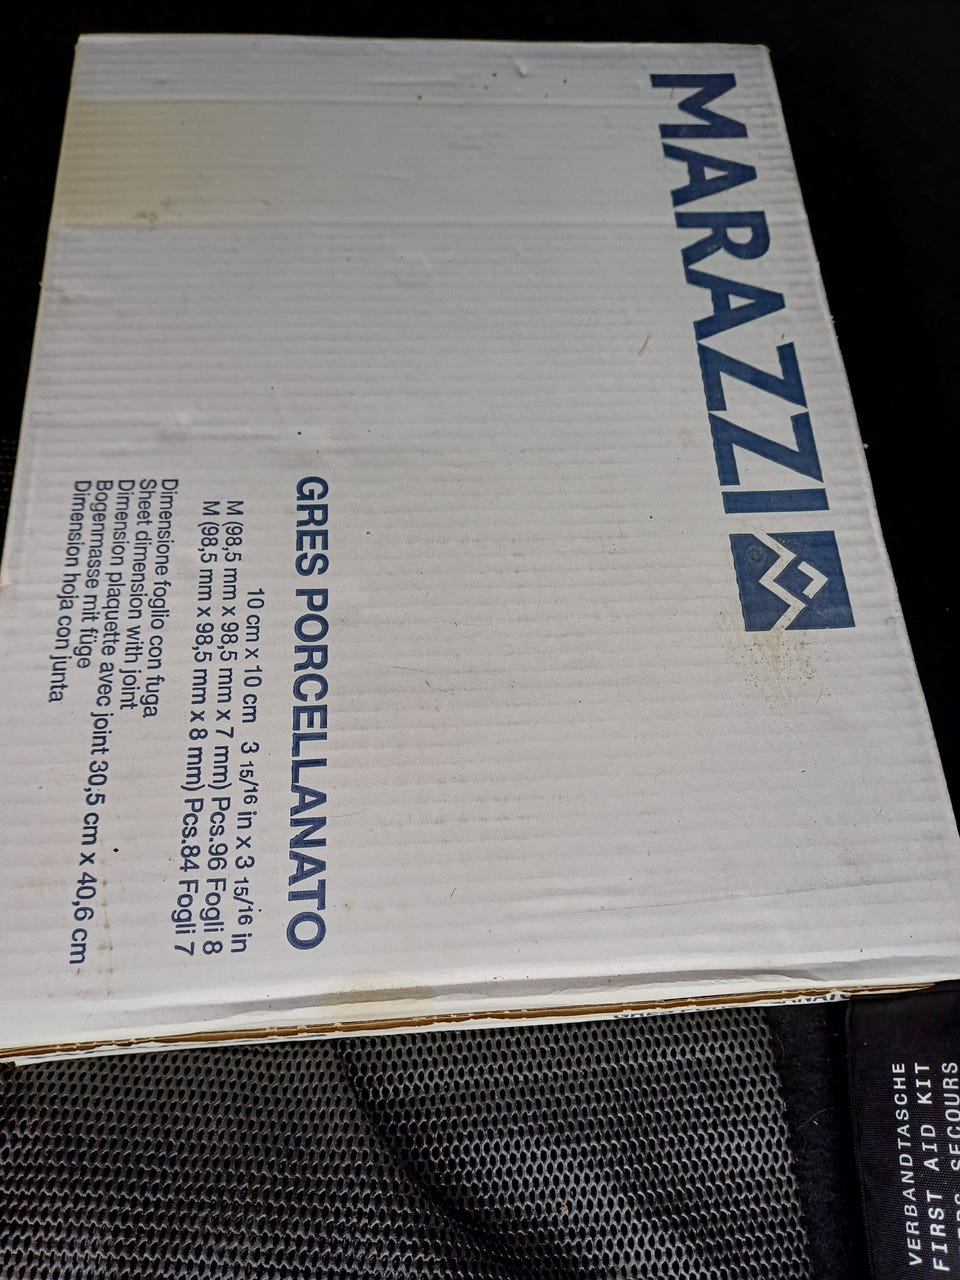 MARAZZI
GRES PORCELLANATO
10 cm x 10 cm 3 15/16 in x 3 15/16 in
M (98,5 mm x 98,5 mm x 7 mm) Pcs.96 Fogli 8
M (98,5 mm x 98,5 mm x 8 mm) Pcs.84 Fogli 7
Dimensione foglio con fuga
Sheet dimension with joint
Dimension plaquette avec joint 30,5 cm x 40,6 cm
Bogenmasse mit füge
Dimension hoja con junta
VERBANDTASCHE
FIRST AID KIT
SECOURS